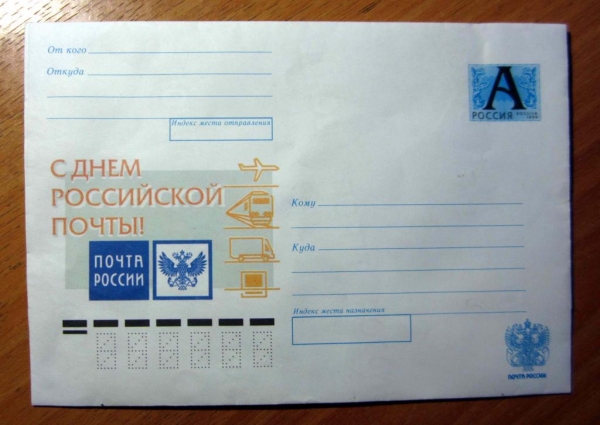 От кого
Откуда
Индекс места отправления
А
РОССИЯ
С ДНЕМ
РОССИЙСКОЙ
ПОЧТЫ!
ПОЧТА
РОССИИ
Кому
Куда
Индекс места назначения
ПОЧТА РОССИИ